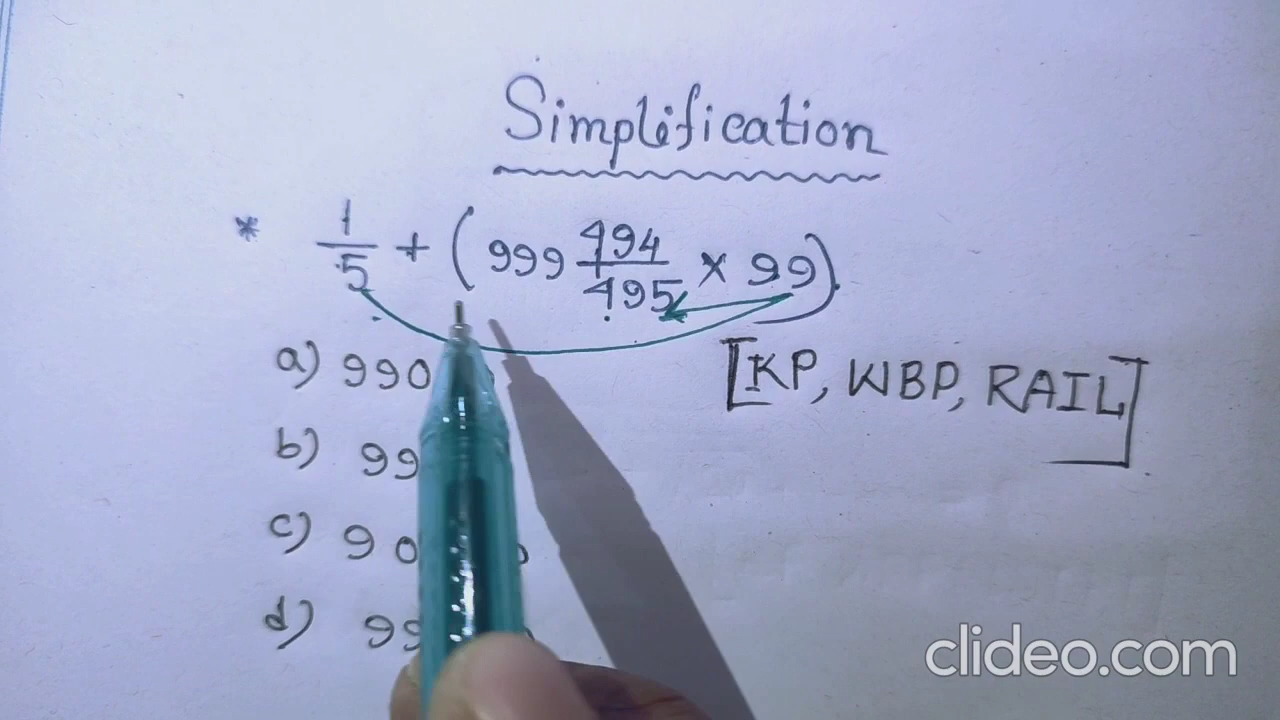 Simplification
* 1/5 + ( 999 494/495 × 99 )
a) 990
[KP, WBP, RAIL]
b) 99
c) 90
d) 99
clideo.com